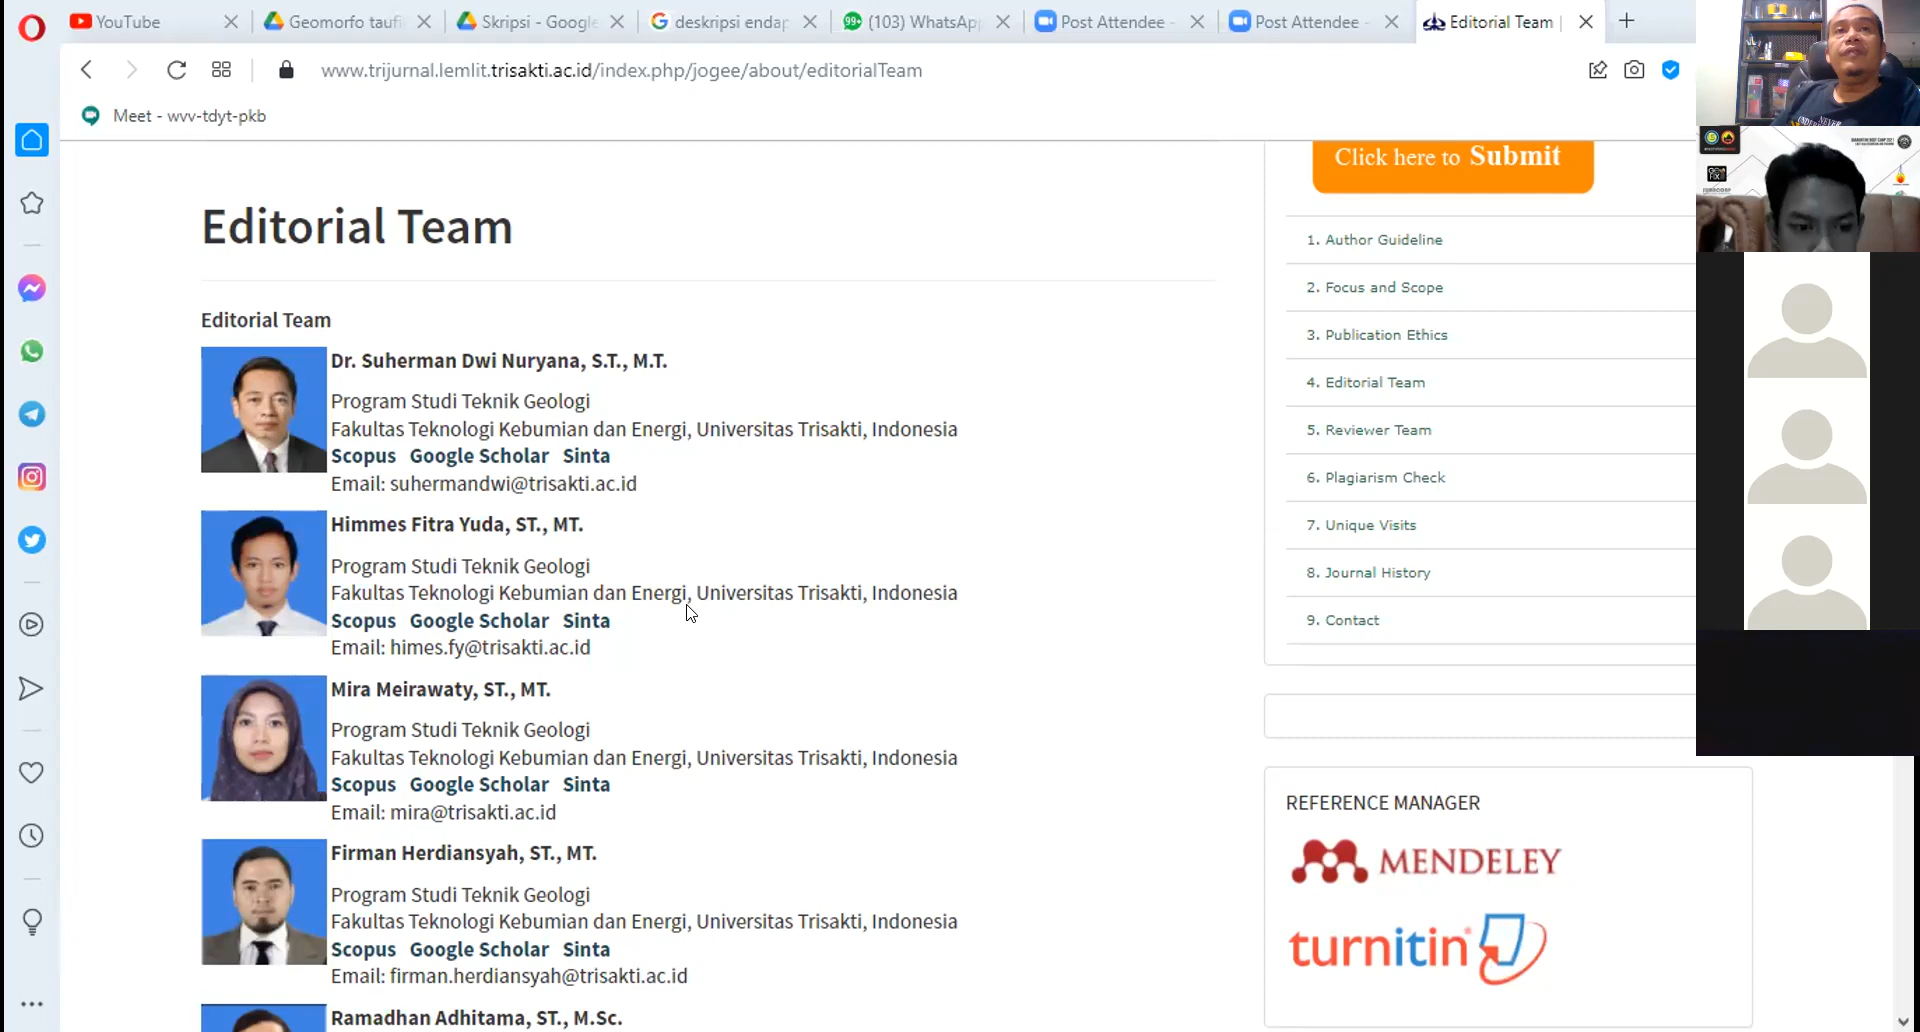 YouTube
Geomorfo taufi
Skripsi - Google
deskripsi endap
(103) WhatsAp
Post Attendee -
Post Attendee -
Editorial Team |
www.trijurnal.lemlit.trisakti.ac.id/index.php/jogee/about/editorialTeam
Meet - wvv-tdyt-pkb
Editorial Team
Editorial Team
Dr. Suherman Dwi Nuryana, S.T., M.T.
Program Studi Teknik Geologi
Fakultas Teknologi Kebumian dan Energi, Universitas Trisakti, Indonesia
Scopus Google Scholar Sinta
Email: suhermandwi@trisakti.ac.id
Himmes Fitra Yuda, ST., MT.
Program Studi Teknik Geologi
Fakultas Teknologi Kebumian dan Energi, Universitas Trisakti, Indonesia
Scopus Google Scholar Sinta
Email: himes.fy@trisakti.ac.id
Mira Meirawaty, ST., MT.
Program Studi Teknik Geologi
Fakultas Teknologi Kebumian dan Energi, Universitas Trisakti, Indonesia
Scopus Google Scholar Sinta
Email: mira@trisakti.ac.id
Firman Herdiansyah, ST., MT.
Program Studi Teknik Geologi
Fakultas Teknologi Kebumian dan Energi, Universitas Trisakti, Indonesia
Scopus Google Scholar Sinta
Email: firman.herdiansyah@trisakti.ac.id
Ramadhan Adhitama, ST., M.Sc.
Click here to Submit
1. Author Guideline
2. Focus and Scope
3. Publication Ethics
4. Editorial Team
5. Reviewer Team
6. Plagiarism Check
7. Unique Visits
8. Journal History
9. Contact
REFERENCE MANAGER
MENDELEY
turnitin
99+
NEVER